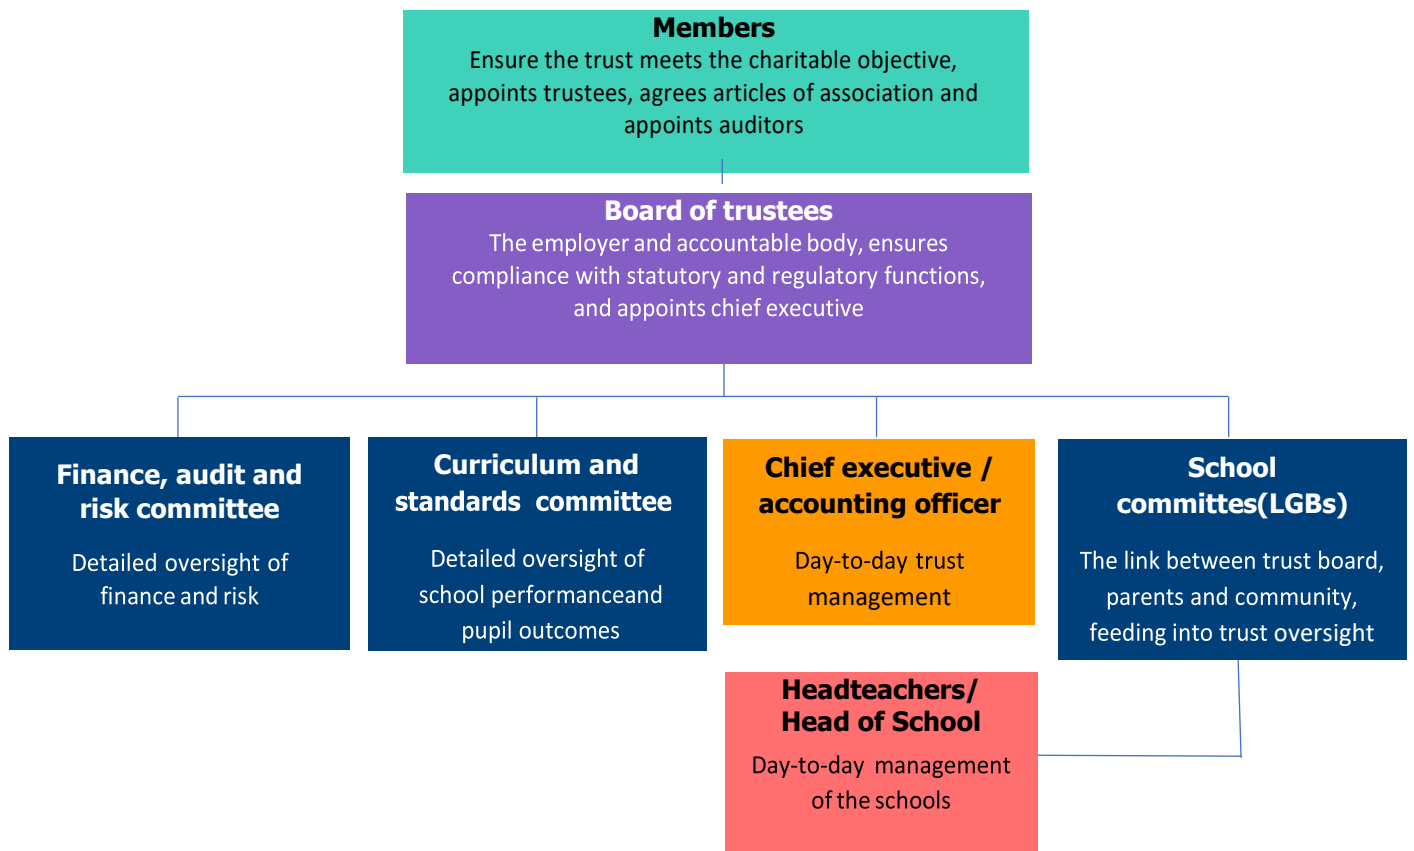 Members
Ensure the trust meets the charitable objective,
appoints trustees, agrees articles of association and
appoints auditors
Board of trustees
The employer and accountable body, ensures
compliance with statutory and regulatory functions,
and appoints chief executive
Finance, audit and
risk committee
Detailed oversight of
finance and risk
Curriculum and
standards committee
Detailed oversight of
school performanceand
pupil outcomes
Chief executive /
accounting officer
Day-to-day trust
management
School
committes(LGBs)
The link between trust board,
parents and community,
feeding into trust oversight
Headteachers/
Head of School
Day-to-day management
of the schools